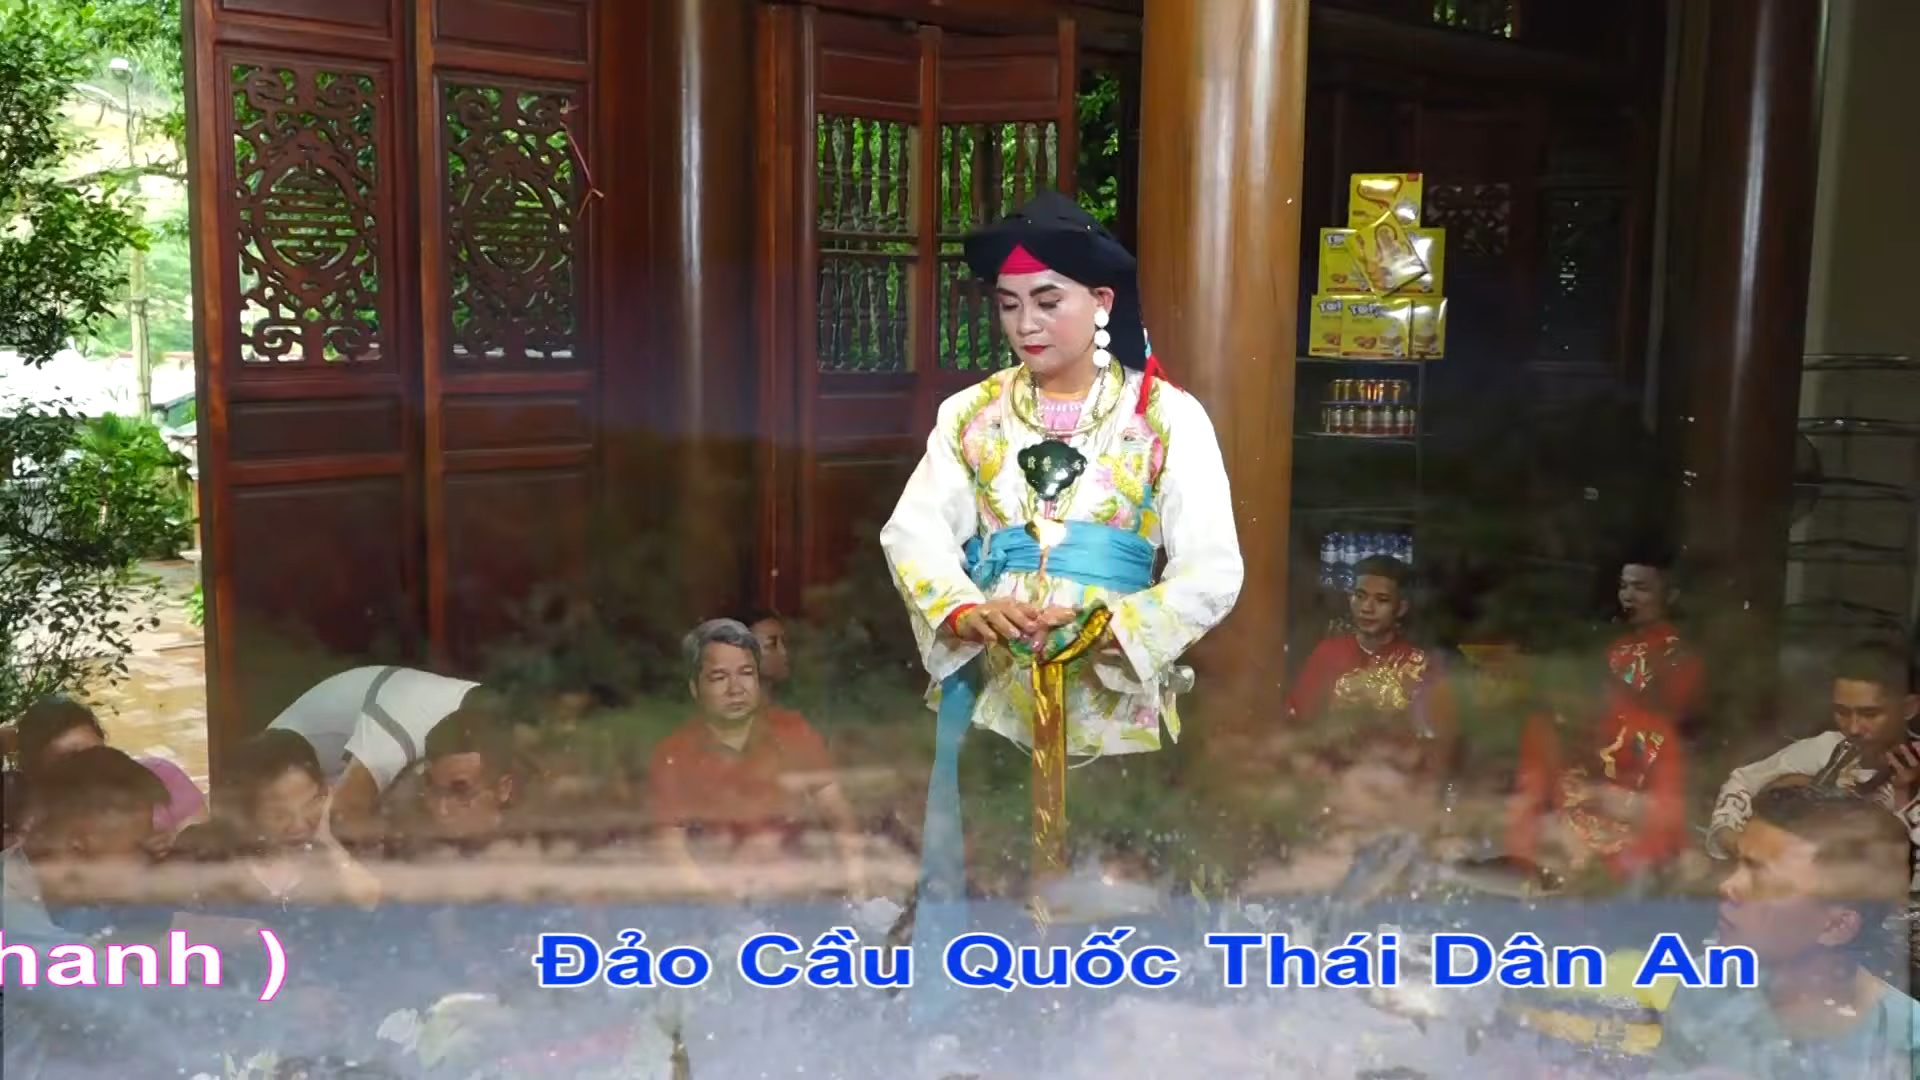 hanh )
Đảo Cầu Quốc Thái Dân An